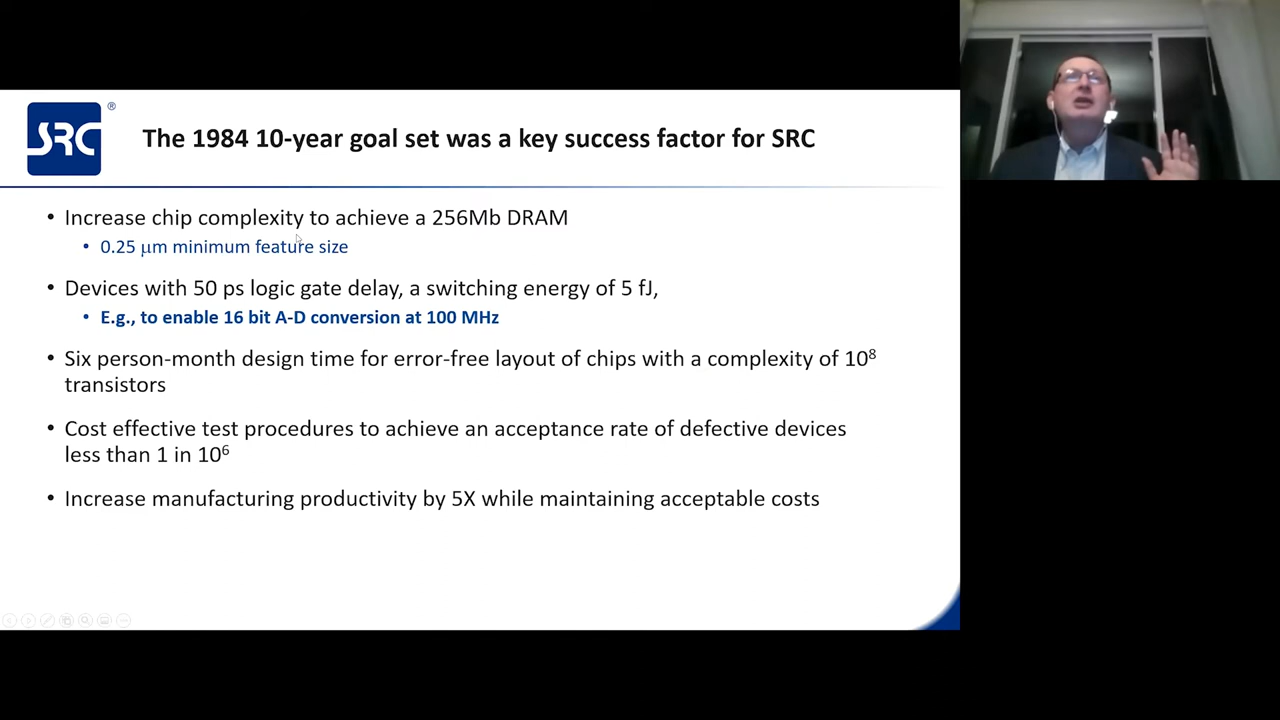 SRC®
The 1984 10-year goal set was a key success factor for SRC
• Increase chip complexity to achieve a 256Mb DRAM
• 0.25 μm minimum feature size
• Devices with 50 ps logic gate delay, a switching energy of 5 fJ,
• E.g., to enable 16 bit A-D conversion at 100 MHz
• Six person-month design time for error-free layout of chips with a complexity of 10⁸
transistors
• Cost effective test procedures to achieve an acceptance rate of defective devices
less than 1 in 10⁶
• Increase manufacturing productivity by 5X while maintaining acceptable costs